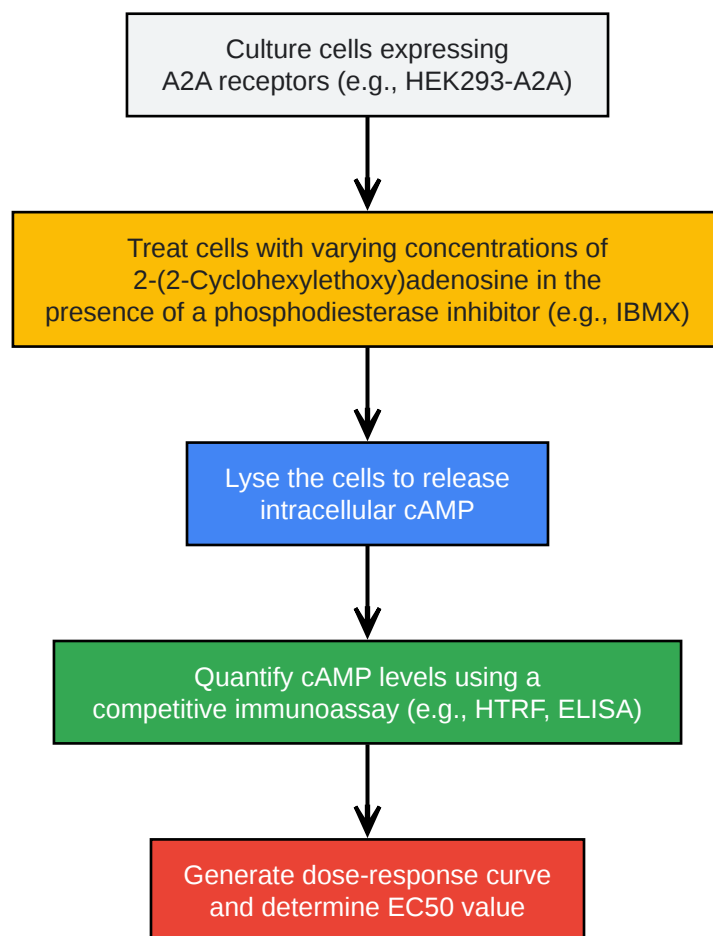 Culture cells expressing
A2A receptors (e.g., HEK293-A2A)
Treat cells with varying concentrations of
2-(2-Cyclohexylethoxy)adenosine in the
presence of a phosphodiesterase inhibitor (e.g., IBMX)
Lyse the cells to release
intracellular cAMP
Quantify cAMP levels using a
competitive immunoassay (e.g., HTRF, ELISA)
Generate dose-response curve
and determine EC50 value